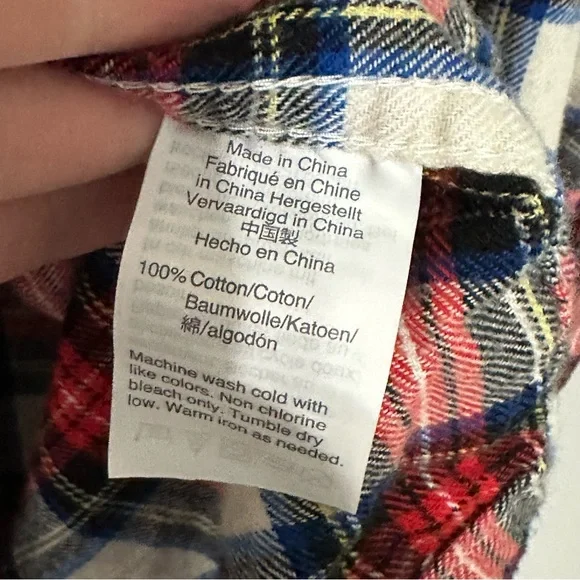 Made in China
Fabriqué en Chine
in China Hergestellt
Vervaardigd in China
中国製
Hecho en China
100% Cotton/Coton/
Baumwolle/Katoen/
綿/algodón
Machine wash cold with
like colors. Non chlorine
bleach only. Tumble dry
low. Warm iron as needed.